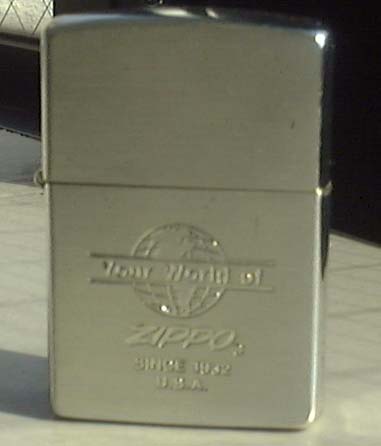 Your World of
ZIPPO
SINCE 1932
U.S.A.